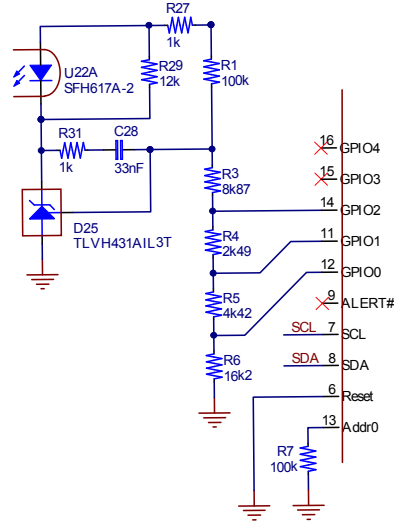 R27
1k
U22A
SFH617A-2
R29
12k
R1
100k
R31
1k
C28
33nF
D25
TLVH431AIL3T
R3
8k87
R4
2k49
R5
4k42
R6
16k2
16 GPIO4
15 GPIO3
14 GPIO2
11 GPIO1
12 GPIO0
9 ALERT#
SCL 7 SCL
SDA 8 SDA
6 Reset
13 Addr0
R7
100k